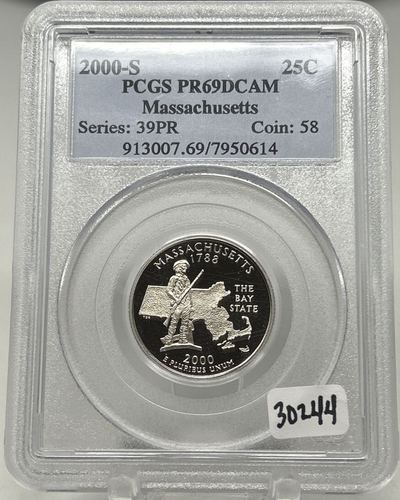 2000-S 25C
PCGS PR69DCAM
Massachusetts
Series: 39PR Coin: 58
913007.69/7950614
MASSACHUSETTS
1788
THE
BAY
STATE
2000
E PLURIBUS UNUM
30244